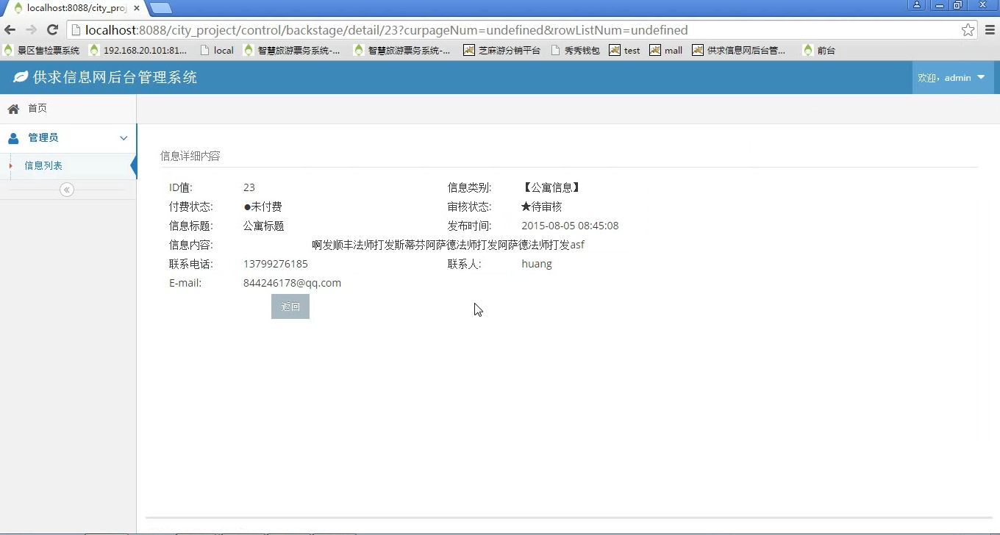 localhost:8088/city_proj
localhost:8088/city_project/control/backstage/detail/23?curpageNum=undefined&rowListNum=undefined
景区售检票系统 192.168.20.101:81... local 智慧旅游票务系统-... 智慧旅游票务系统-... 芝麻游分销平台 秀秀钱包 test mall 供求信息网后台管... 前台
供求信息网后台管理系统 欢迎，admin
首页
管理员
信息列表
信息详细内容
ID值: 23 信息类别: 【公寓信息】
付费状态: ●未付费 审核状态: ★待审核
信息标题: 公寓标题 发布时间: 2015-08-05 08:45:08
信息内容: 啊发顺丰法师打发斯蒂芬阿萨德法师打发阿萨德法师打发asf
联系电话: 13799276185 联系人: huang
E-mail: 844246178@qq.com
返回